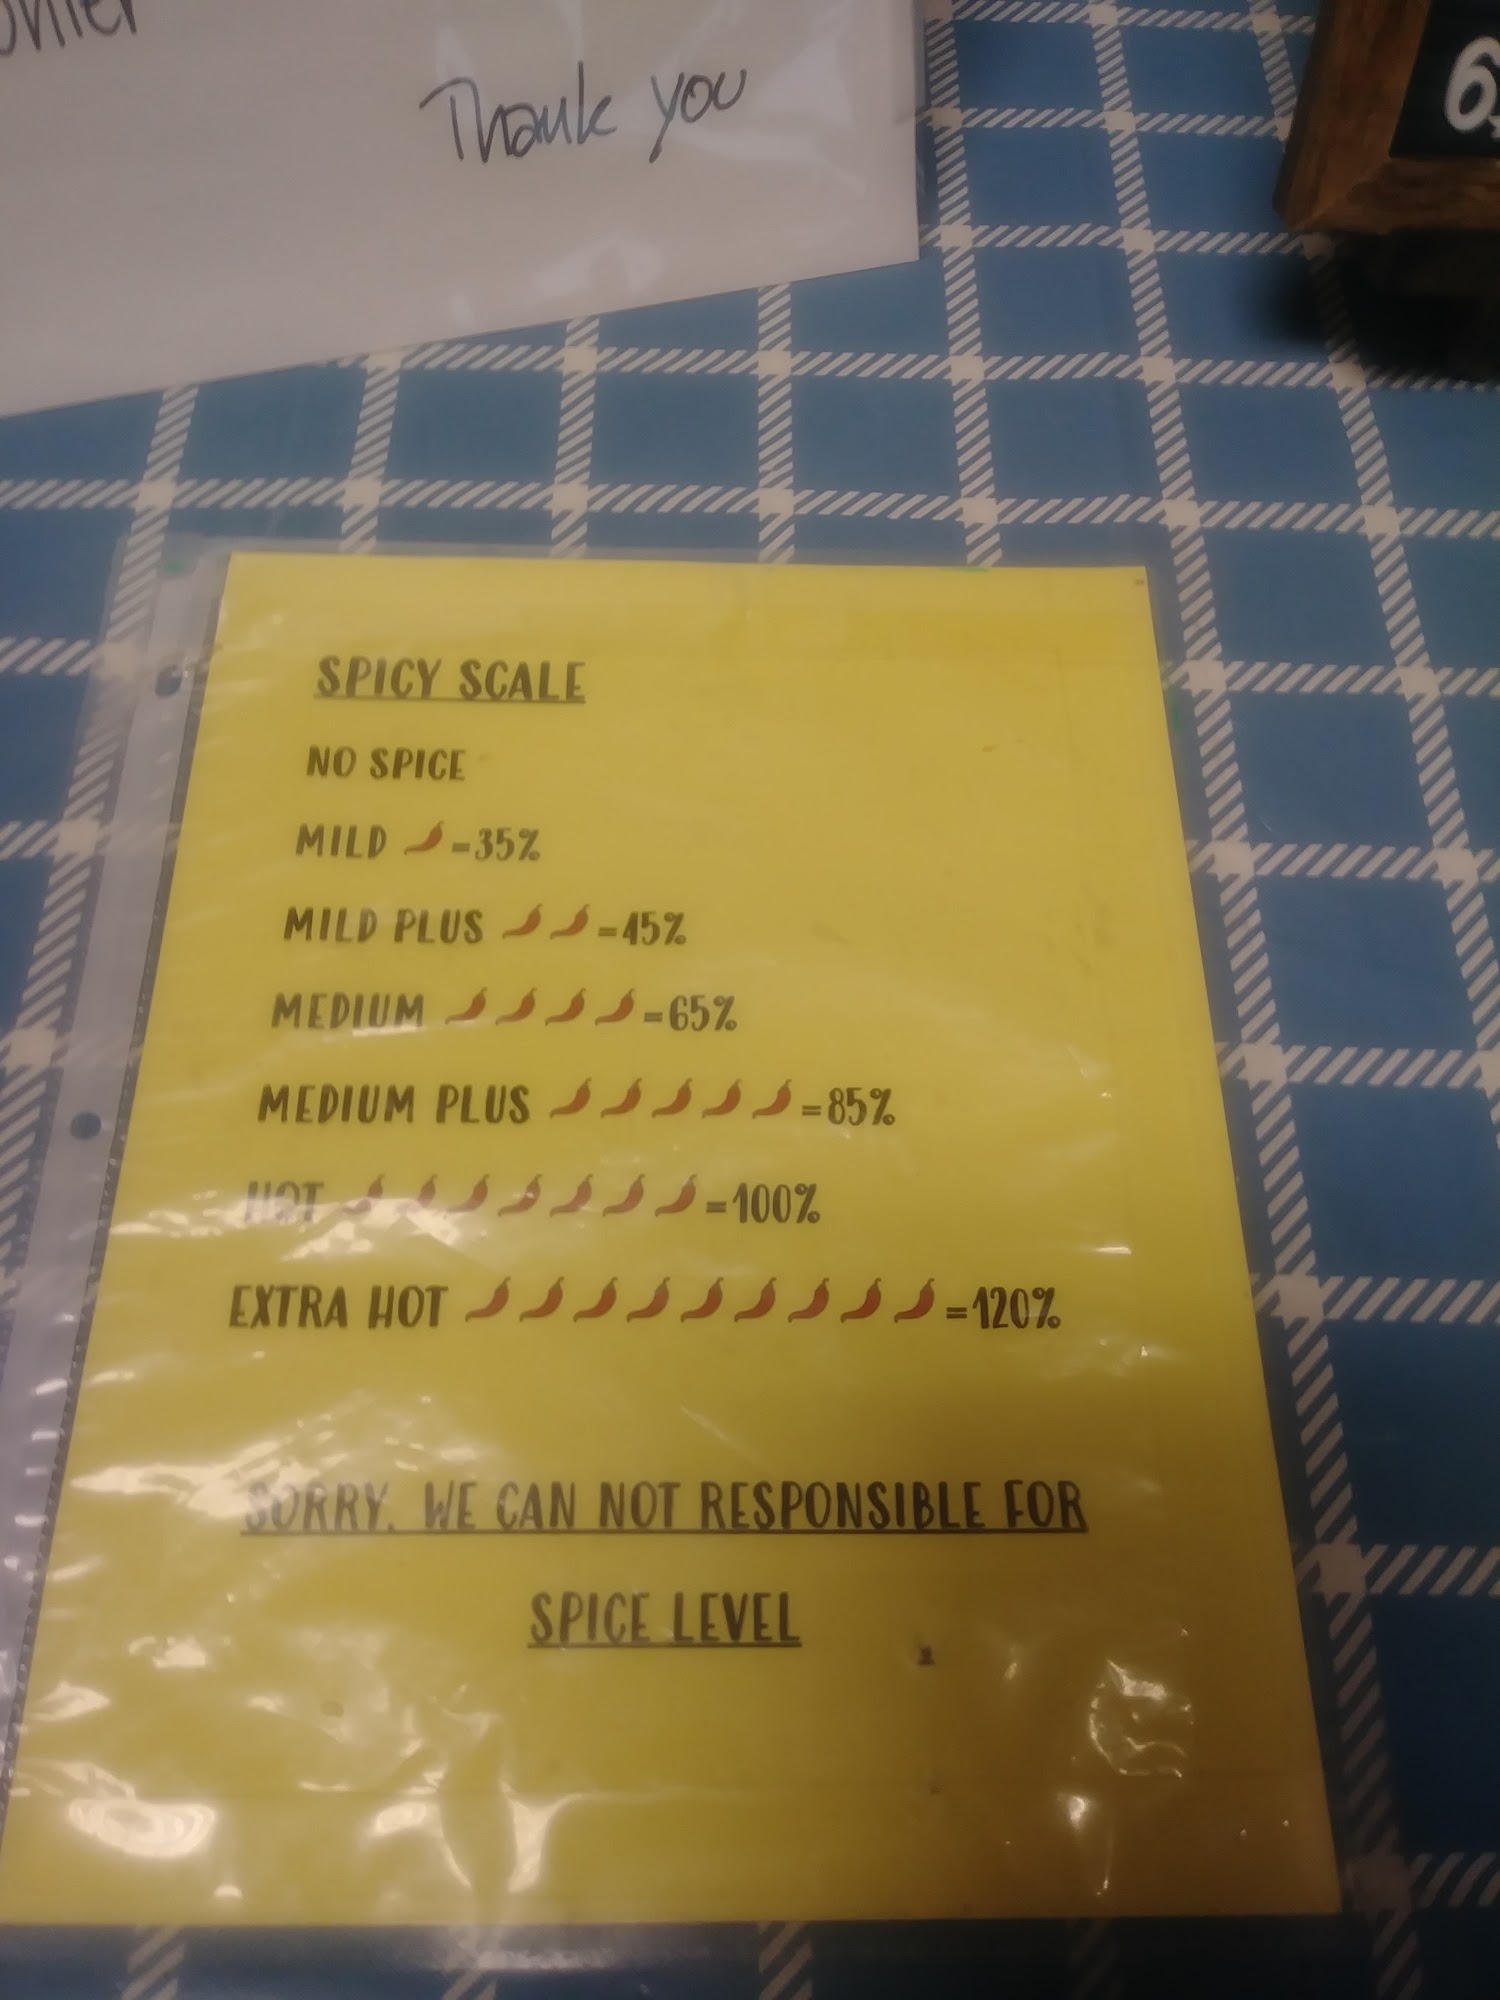 Thank you
SPICY SCALE
NO SPICE
MILD 🌶=35%
MILD PLUS 🌶🌶=45%
MEDIUM 🌶🌶🌶🌶=65%
MEDIUM PLUS 🌶🌶🌶🌶🌶=85%
HOT 🌶🌶🌶🌶🌶🌶🌶=100%
EXTRA HOT 🌶🌶🌶🌶🌶🌶🌶🌶🌶=120%
SORRY, WE CAN NOT RESPONSIBLE FOR
SPICE LEVEL